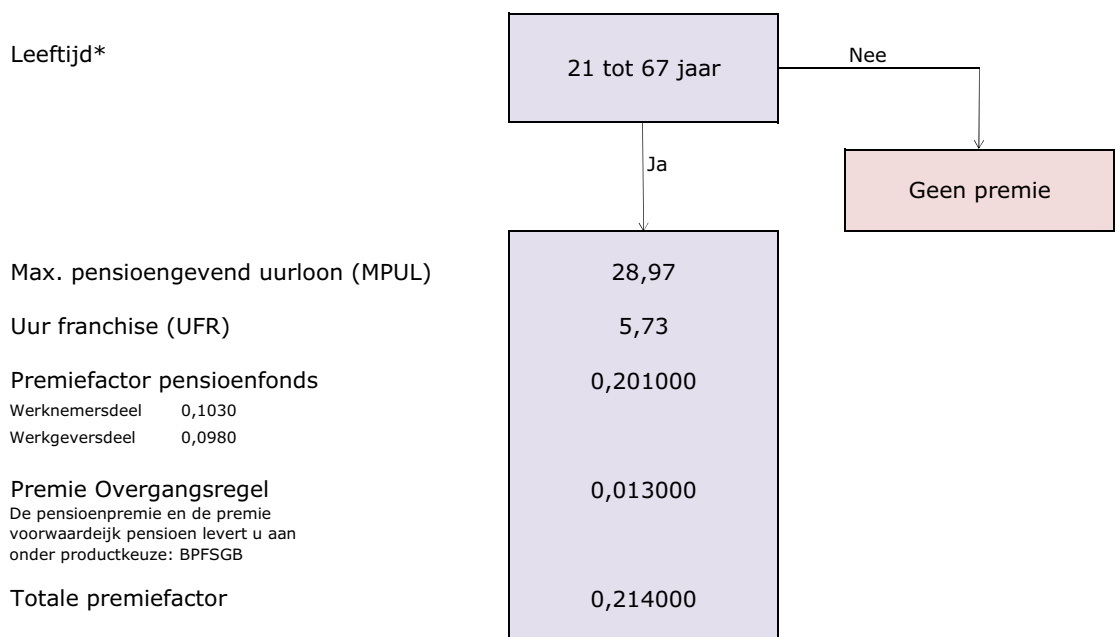 Leeftijd*
21 tot 67 jaar
Nee
Ja
Geen premie
Max. pensioengevend uurloon (MPUL) 28,97
Uur franchise (UFR) 5,73
Premiefactor pensioenfonds 0,201000
Werknemersdeel 0,1030
Werkgeversdeel 0,0980
Premie Overgangsregel 0,013000
De pensioenpremie en de premie
voorwaardeijk pensioen levert u aan
onder productkeuze: BPFSGB
Totale premiefactor 0,214000